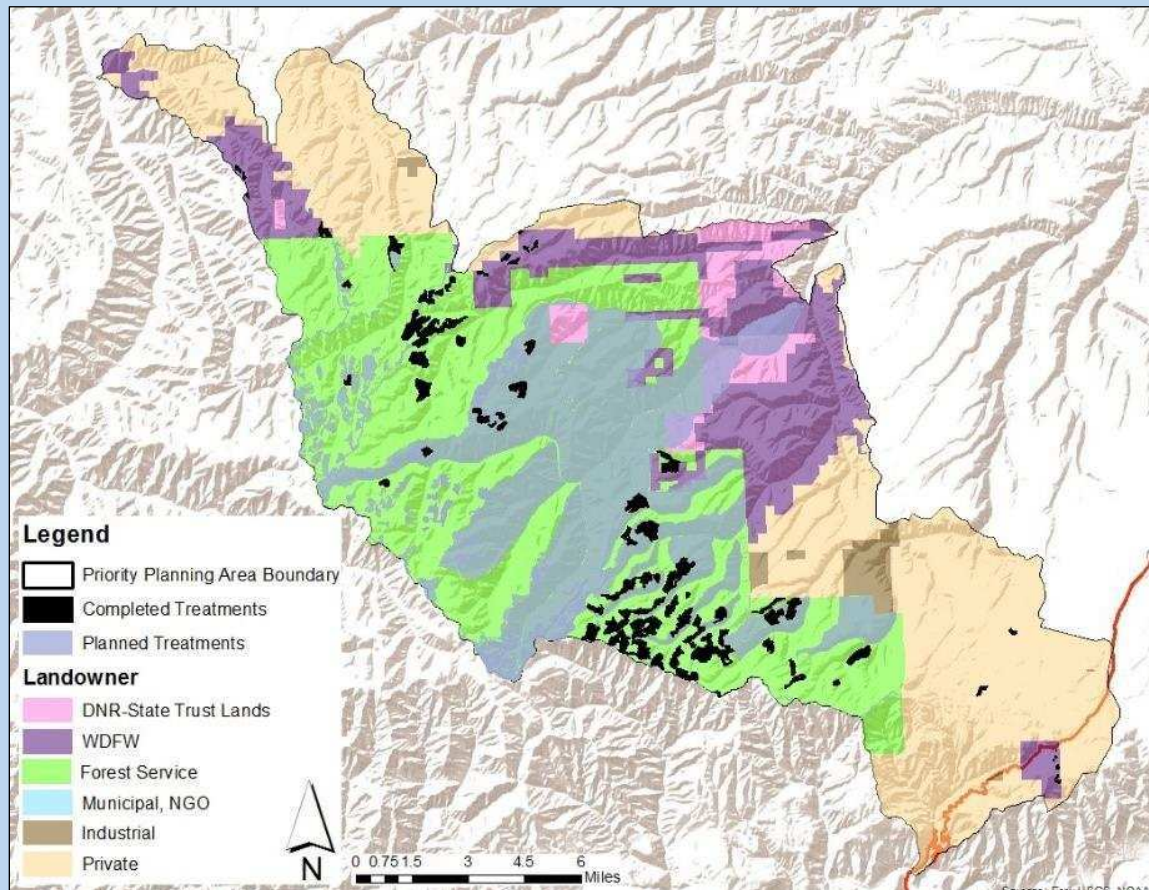 Legend
Priority Planning Area Boundary
Completed Treatments
Planned Treatments
Landowner
DNR-State Trust Lands
WDFW
Forest Service
Municipal, NGO
Industrial
Private
N
0 0.75 1.5 3 4.5 6
Miles